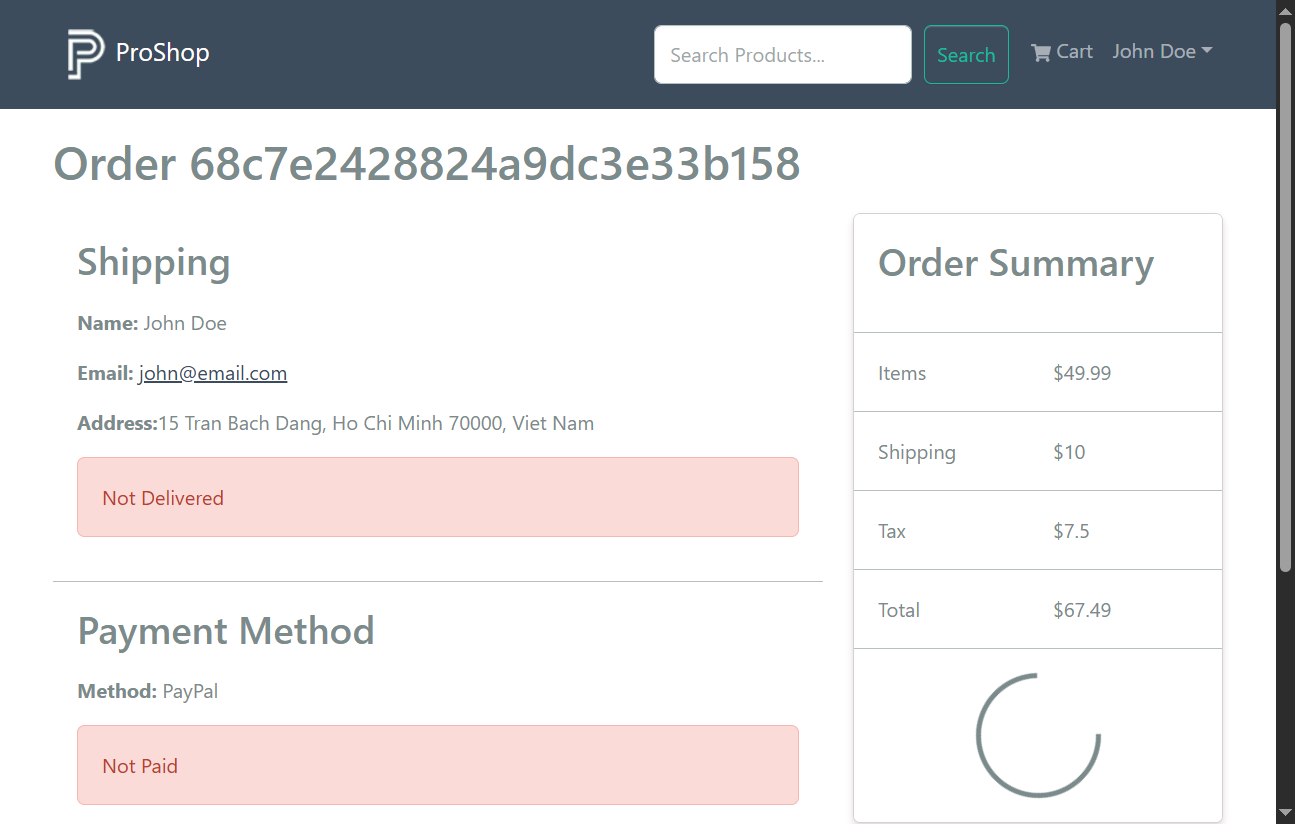 ProShop
Search Products...
Search
Cart
John Doe
Order 68c7e2428824a9dc3e33b158
Shipping
Name: John Doe
Email: john@email.com
Address:15 Tran Bach Dang, Ho Chi Minh 70000, Viet Nam
Not Delivered
Payment Method
Method: PayPal
Not Paid
Order Summary
Items $49.99
Shipping $10
Tax $7.5
Total $67.49